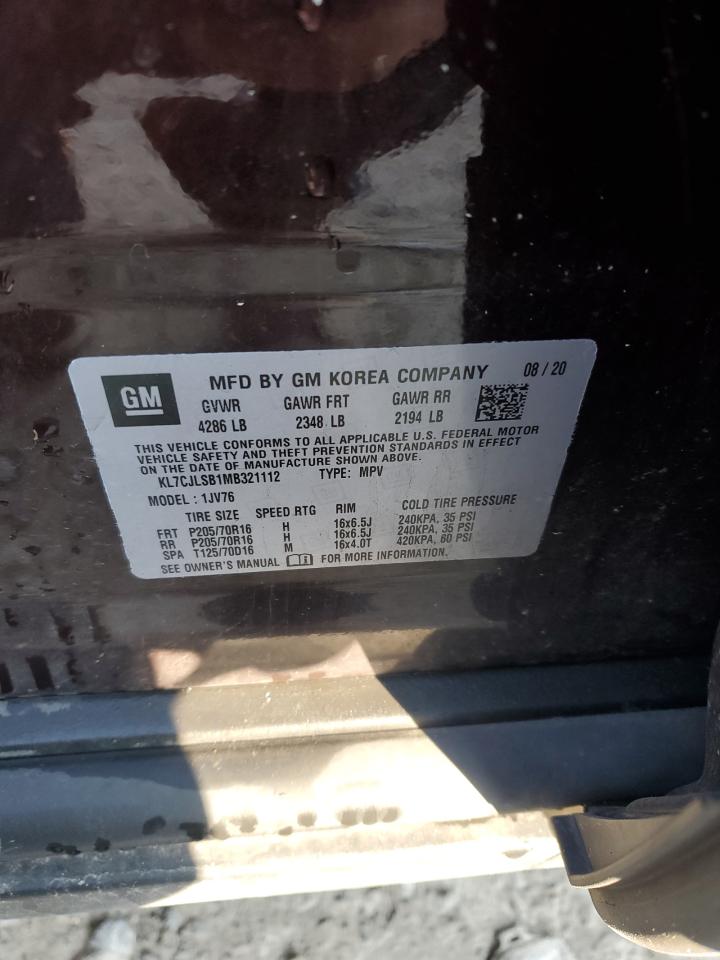 GM MFD BY GM KOREA COMPANY 08 / 20
GVWR GAWR FRT GAWR RR
4286 LB 2348 LB 2194 LB
THIS VEHICLE CONFORMS TO ALL APPLICABLE U.S. FEDERAL MOTOR
VEHICLE SAFETY AND THEFT PREVENTION STANDARDS IN EFFECT
ON THE DATE OF MANUFACTURE SHOWN ABOVE.
KL7CJLSB1MB321112 TYPE: MPV
MODEL : 1JV76
TIRE SIZE SPEED RTG RIM COLD TIRE PRESSURE
FRT P205/70R16 H 16x6.5J 240KPA, 35 PSI
RR P205/70R16 H 16x6.5J 240KPA, 35 PSI
SPA T125/70D16 M 16x4.0T 420KPA, 60 PSI
SEE OWNER'S MANUAL FOR MORE INFORMATION.